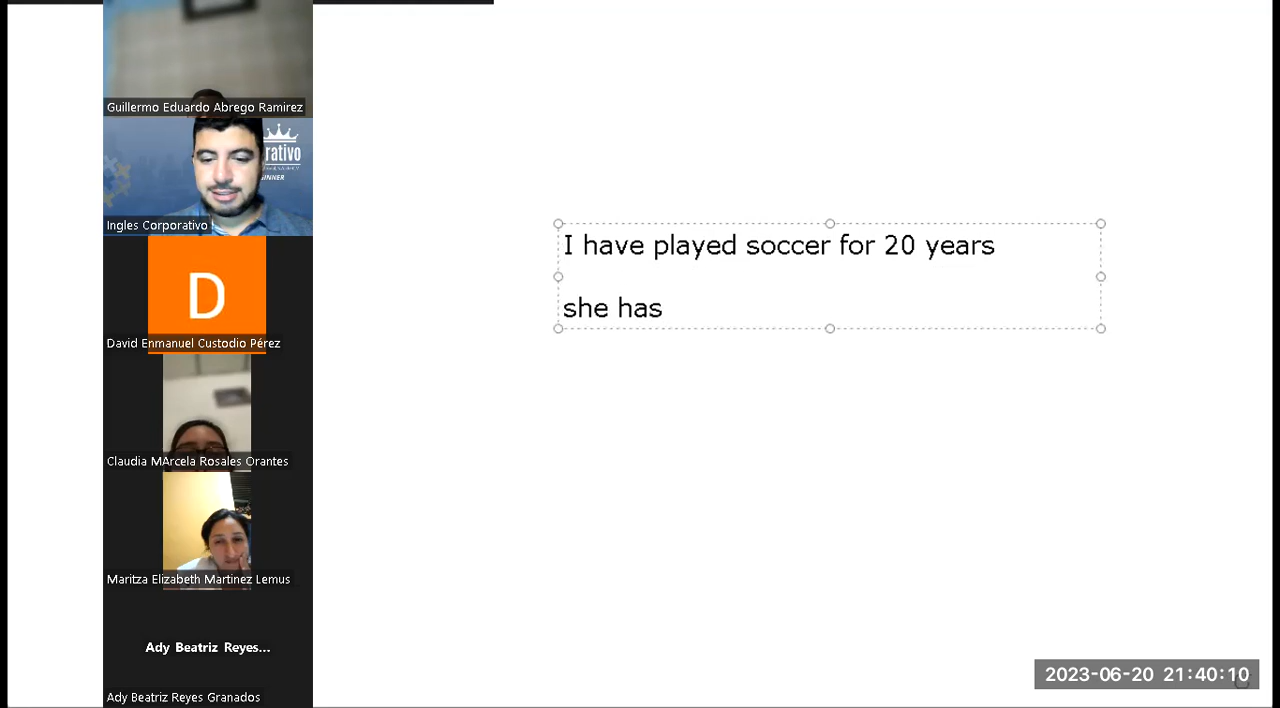 Guillermo Eduardo Abrego Ramirez
rativo
INNER
Ingles Corporativo
D
David Enmanuel Custodio Pérez
Claudia MArcela Rosales Orantes
Maritza Elizabeth Martinez Lemus
Ady Beatriz Reyes...
Ady Beatriz Reyes Granados
I have played soccer for 20 years
she has
2023-06-20 21:40:10